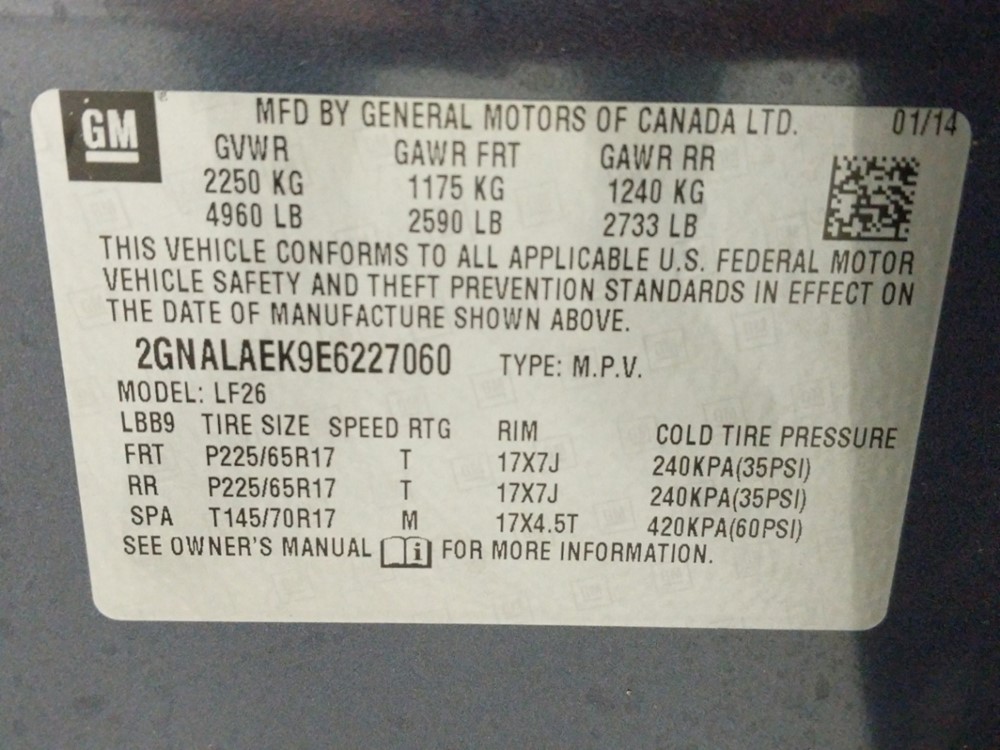 GM MFD BY GENERAL MOTORS OF CANADA LTD. 01/14
GVWR GAWR FRT GAWR RR
2250 KG 1175 KG 1240 KG
4960 LB 2590 LB 2733 LB
THIS VEHICLE CONFORMS TO ALL APPLICABLE U.S. FEDERAL MOTOR
VEHICLE SAFETY AND THEFT PREVENTION STANDARDS IN EFFECT ON
THE DATE OF MANUFACTURE SHOWN ABOVE.
2GNALAEK9E6227060 TYPE: M.P.V.
MODEL: LF26
LBB9 TIRE SIZE SPEED RTG RIM COLD TIRE PRESSURE
FRT P225/65R17 T 17X7J 240KPA(35PSI)
RR P225/65R17 T 17X7J 240KPA(35PSI)
SPA T145/70R17 M 17X4.5T 420KPA(60PSI)
SEE OWNER'S MANUAL i FOR MORE INFORMATION.